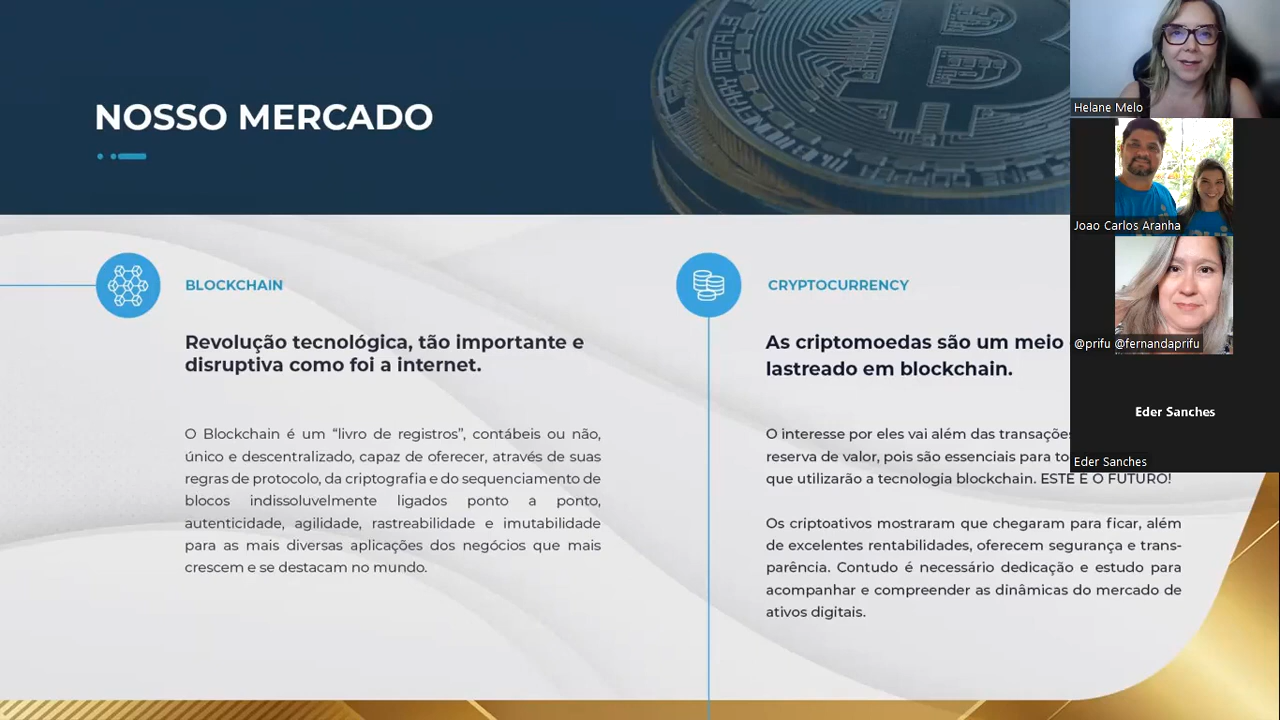 NOSSO MERCADO
BLOCKCHAIN
Revolução tecnológica, tão importante e
disruptiva como foi a internet.
O Blockchain é um “livro de registros”, contábeis ou não,
único e descentralizado, capaz de oferecer, através de suas
regras de protocolo, da criptografia e do sequenciamento de
blocos indissoluvelmente ligados ponto a ponto,
autenticidade, agilidade, rastreabilidade e imutabilidade
para as mais diversas aplicações dos negócios que mais
crescem e se destacam no mundo.
CRYPTOCURRENCY
As criptomoedas são um meio
lastreado em blockchain.
O interesse por eles vai além das transações
reserva de valor, pois são essenciais para
que utilizarão a tecnologia blockchain. ESTE É O FUTURO!
Os criptoativos mostraram que chegaram para ficar, além
de excelentes rentabilidades, oferecem segurança e trans-
parência. Contudo é necessário dedicação e estudo para
acompanhar e compreender as dinâmicas do mercado de
ativos digitais.
Helane Melo
Joao Carlos Aranha
@prifu @fernandaprifu
Eder Sanches
Eder Sanches